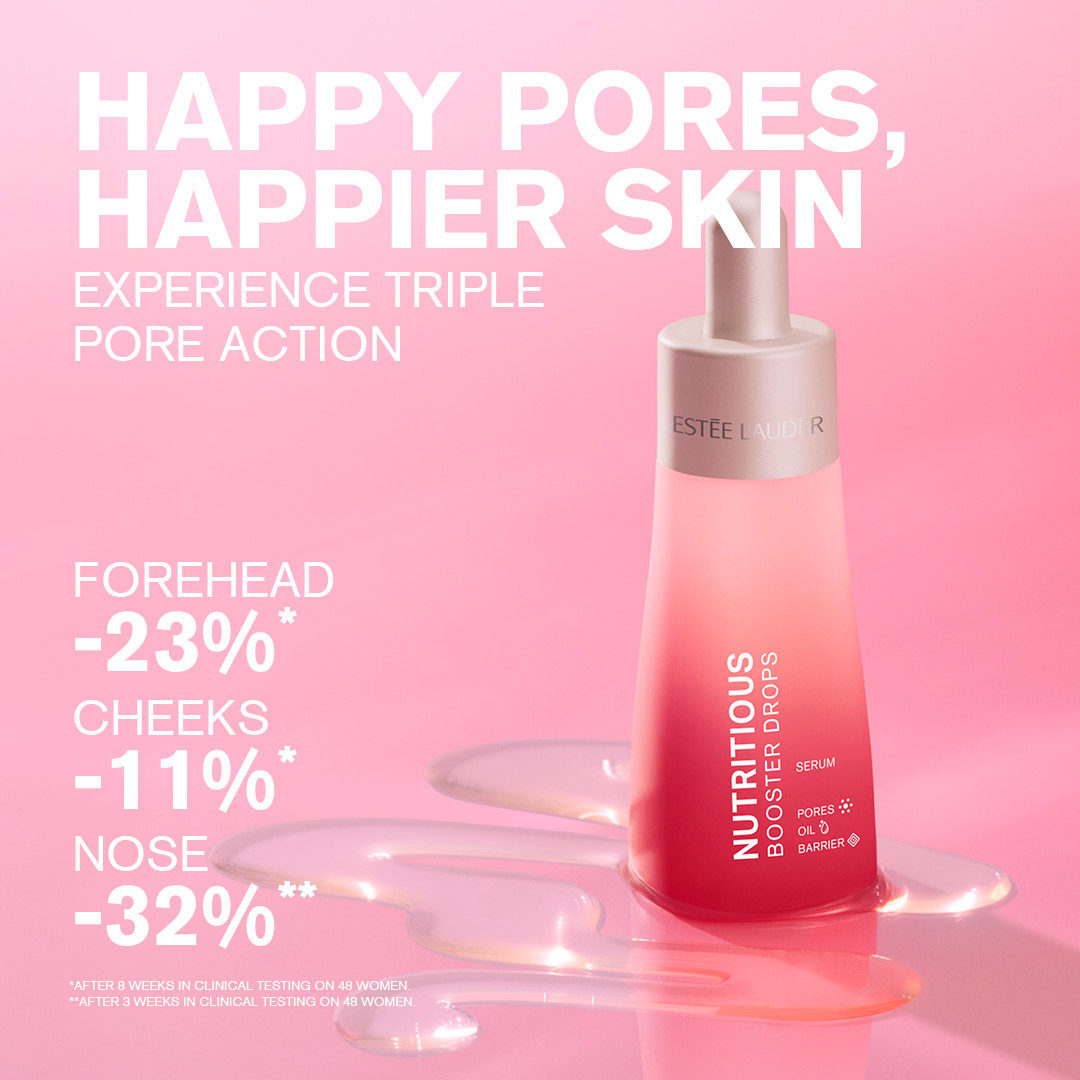 HAPPY PORES,
HAPPIER SKIN
EXPERIENCE TRIPLE
PORE ACTION
ESTĒE LAUDER
FOREHEAD
-23%*
CHEEKS
-11%*
NOSE
-32%**
NUTRITIOUS
BOOSTER DROPS
SERUM
PORES
OIL
BARRIER
*AFTER 8 WEEKS IN CLINICAL TESTING ON 48 WOMEN.
**AFTER 3 WEEKS IN CLINICAL TESTING ON 48 WOMEN.